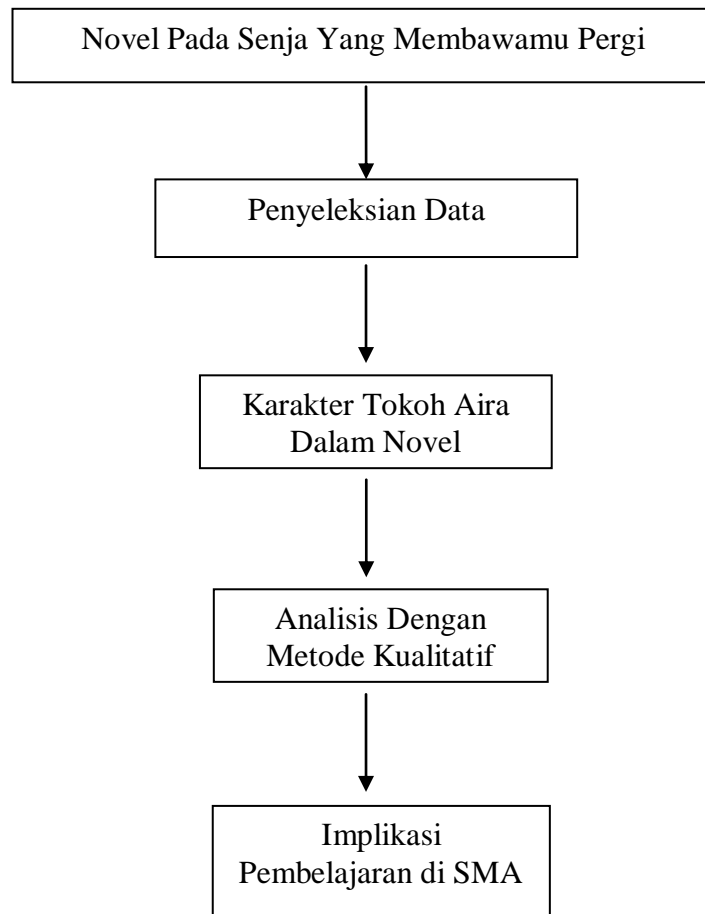 Novel Pada Senja Yang Membawamu Pergi
Penyeleksian Data
Karakter Tokoh Aira
Dalam Novel
Analisis Dengan
Metode Kualitatif
Implikasi
Pembelajaran di SMA